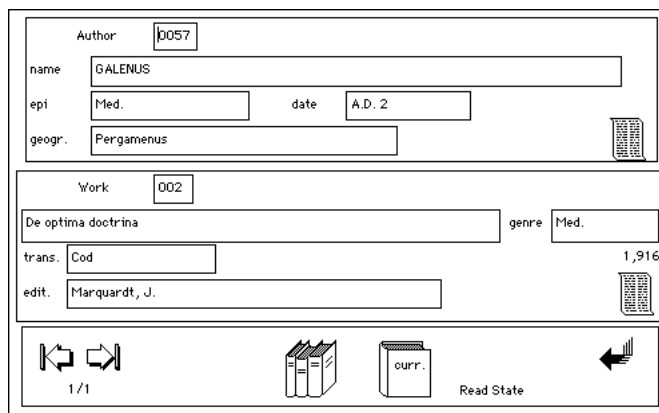 Author 0057
name GALENUS
epi Med. date A.D. 2
geogr. Pergamenus
Work 002
De optima doctrina genre Med.
trans. Cod 1,916
edit. Marquardt, J.
curr.
1/1 Read State